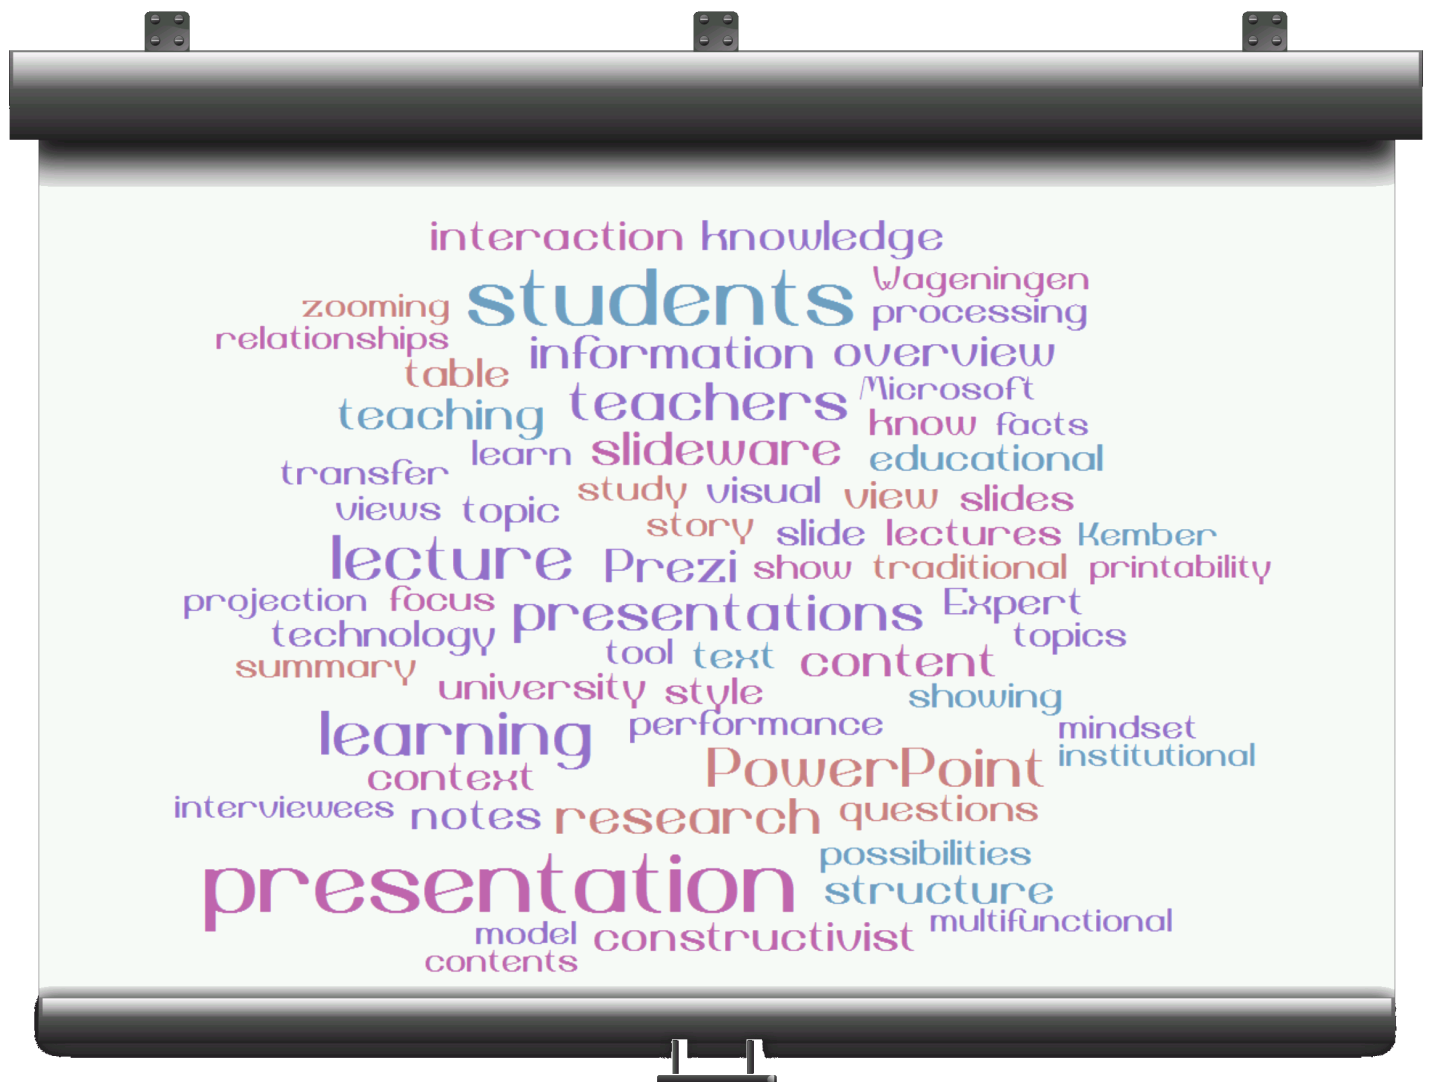 interaction knowledge
students Wageningen
zooming processing
relationships
information overview
table
teachers Microsoft
teaching know facts
learn slideware educational
transfer
study visual view slides
views topic
story slide lectures Kember
lecture Prezi show traditional printability
projection focus presentations Expert
technology topics
tool text content
summary
university style showing
learning performance mindset
PowerPoint institutional
context
interviewees notes research questions
possibilities
presentation structure
multifunctional
model constructivist
contents